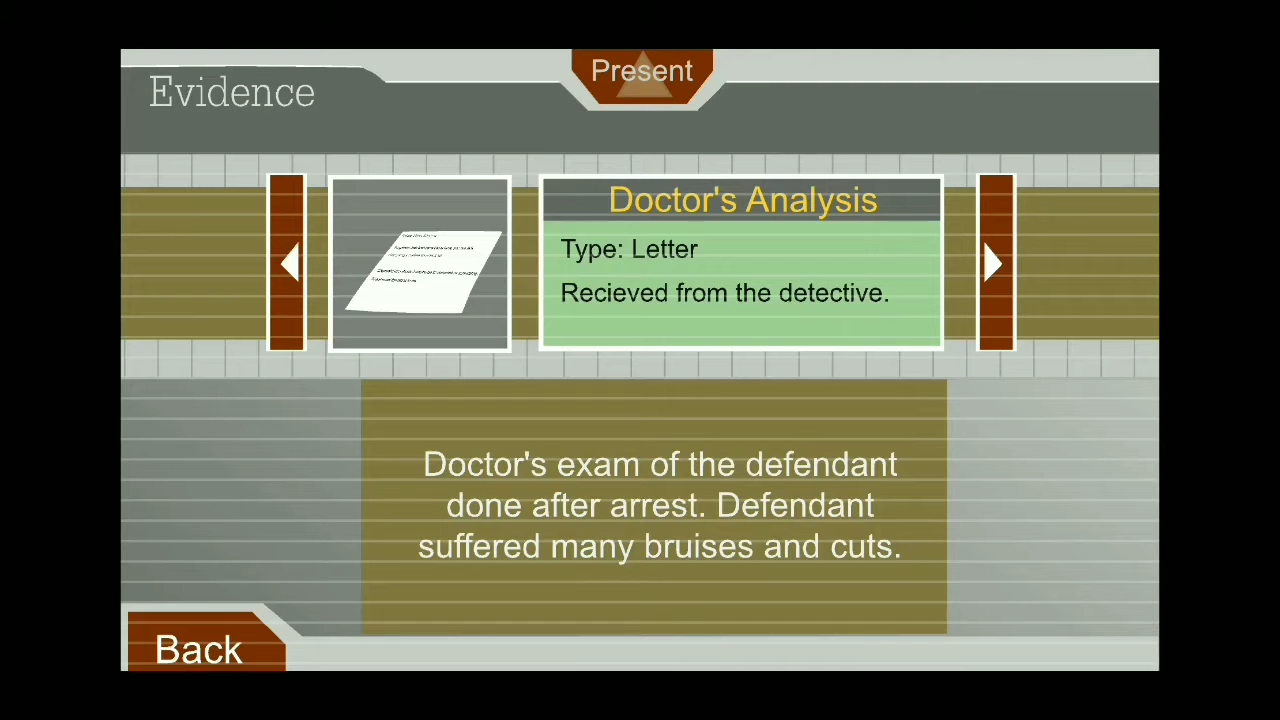 Present
Evidence
Doctor's Analysis
Type: Letter
Recieved from the detective.
Doctor's exam of the defendant
done after arrest. Defendant
suffered many bruises and cuts.
Back